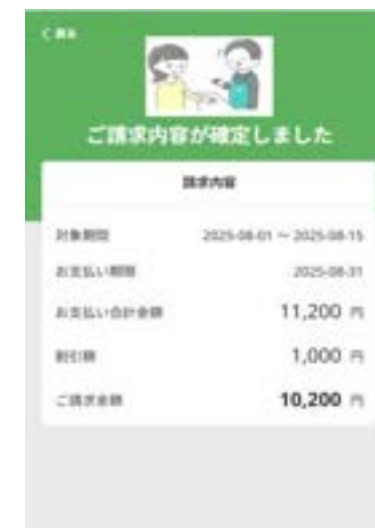 < 戻る
ご請求内容が確定しました
請求内容
対象期間 2025-08-01 ～ 2025-08-15
お支払い期限 2025-08-31
お支払い合計金額 11,200 円
割引額 1,000 円
ご請求金額 10,200 円